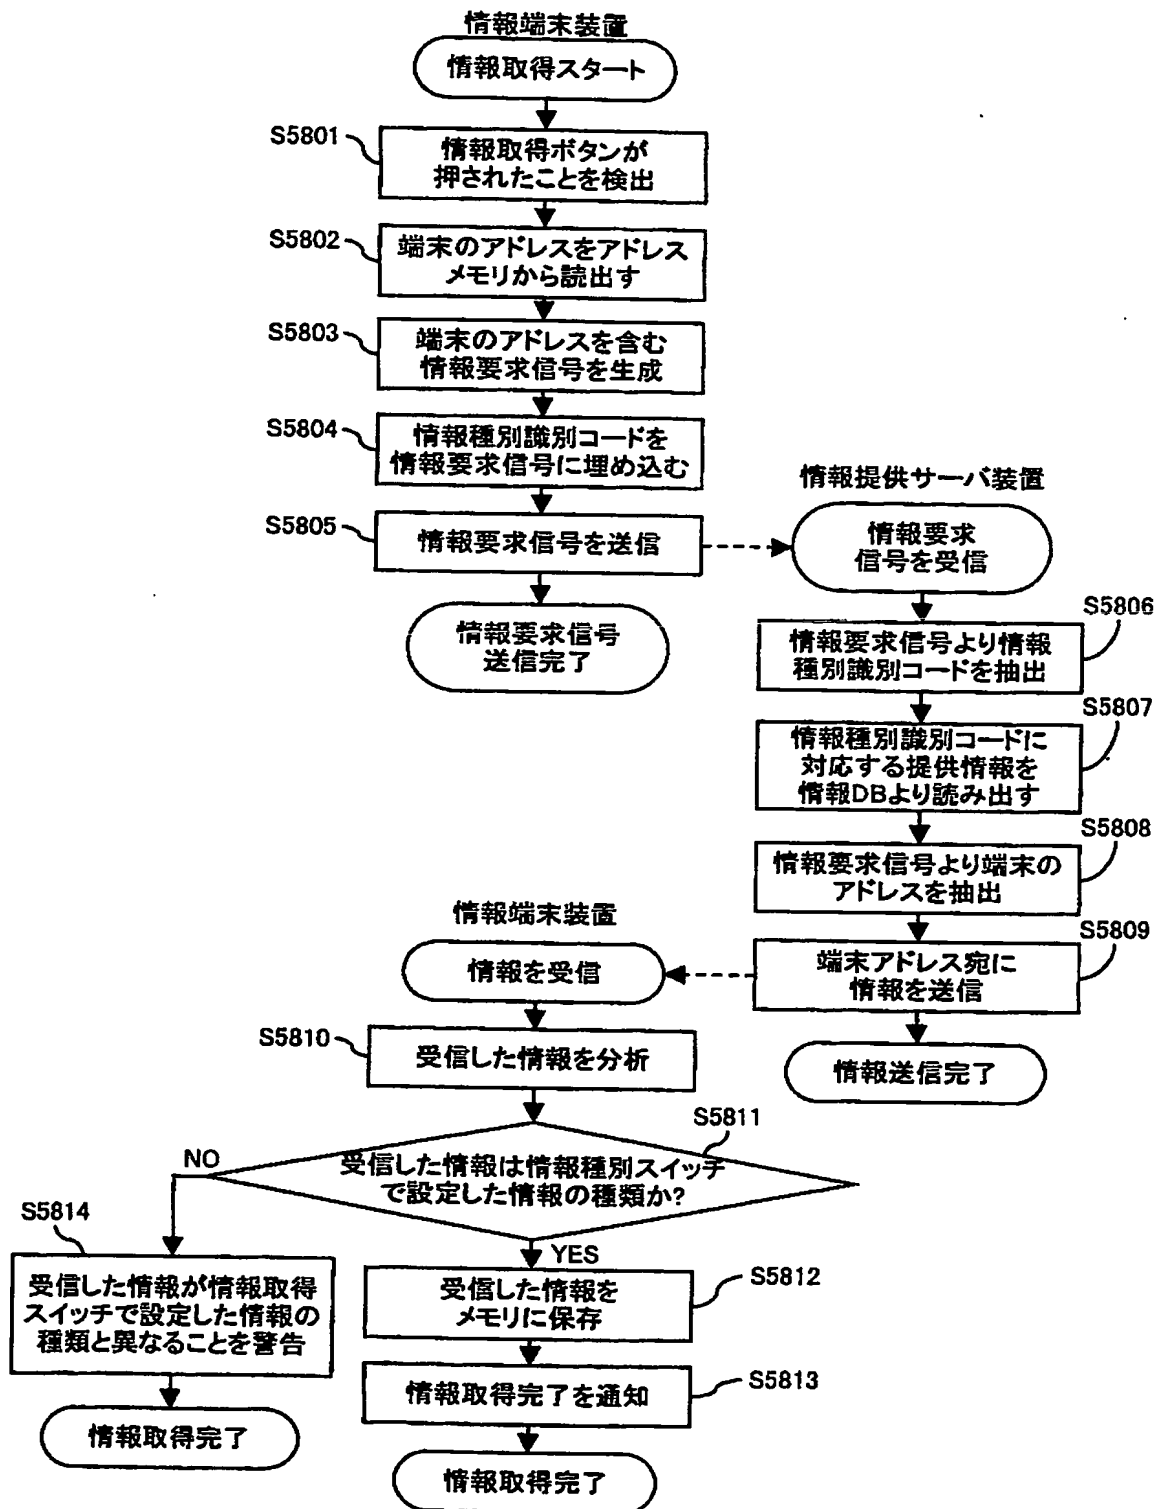 情報端末装置
情報取得スタート
S5801
情報取得ボタンが
押されたことを検出
S5802
端末のアドレスをアドレス
メモリから読出す
S5803
端末のアドレスを含む
情報要求信号を生成
S5804
情報種別識別コードを
情報要求信号に埋め込む
S5805
情報要求信号を送信
情報要求信号
送信完了
情報提供サーバ装置
情報要求
信号を受信
S5806
情報要求信号より情報
種別識別コードを抽出
S5807
情報種別識別コードに
対応する提供情報を
情報DBより読み出す
S5808
情報要求信号より端末の
アドレスを抽出
S5809
端末アドレス宛に
情報を送信
情報送信完了
情報端末装置
情報を受信
S5810
受信した情報を分析
S5811
受信した情報は情報種別スイッチ
で設定した情報の種類か?
NO
YES
S5814
受信した情報が情報取得
スイッチで設定した情報の
種類と異なることを警告
情報取得完了
S5812
受信した情報を
メモリに保存
S5813
情報取得完了を通知
情報取得完了